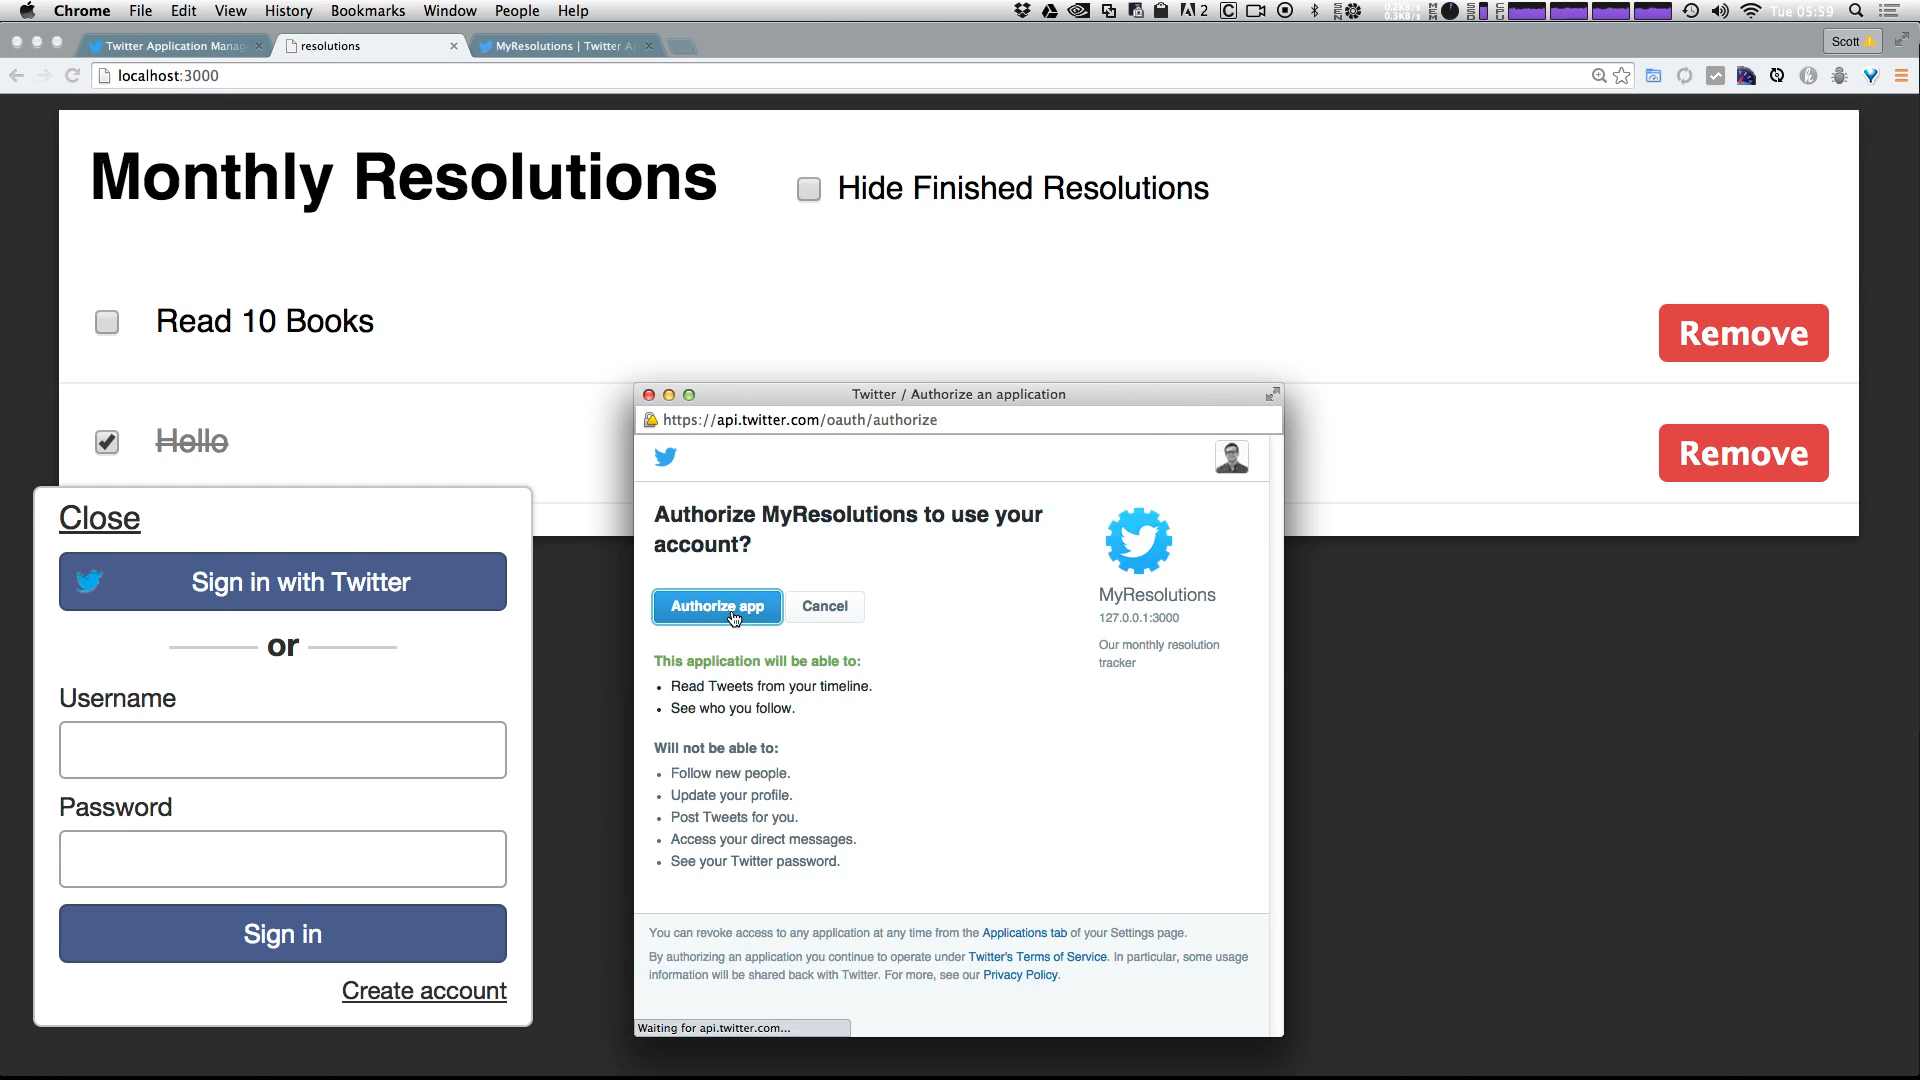 Chrome File Edit View History Bookmarks Window People Help
2
Tue 05:59
Twitter Application Manag
resolutions
MyResolutions | Twitter A
Scott
localhost:3000
Monthly Resolutions
Hide Finished Resolutions
Read 10 Books
Remove
Hello
Remove
Close
Sign in with Twitter
or
Username
Password
Sign in
Create account
Twitter / Authorize an application
https://api.twitter.com/oauth/authorize
Authorize MyResolutions to use your
account?
Authorize app
Cancel
MyResolutions
127.0.0.1:3000
Our monthly resolution
tracker
This application will be able to:
Read Tweets from your timeline.
See who you follow.
Will not be able to:
Follow new people.
Update your profile.
Post Tweets for you.
Access your direct messages.
See your Twitter password.
You can revoke access to any application at any time from the Applications tab of your Settings page.
By authorizing an application you continue to operate under Twitter's Terms of Service. In particular, some usage
information will be shared back with Twitter. For more, see our Privacy Policy.
Waiting for api.twitter.com...